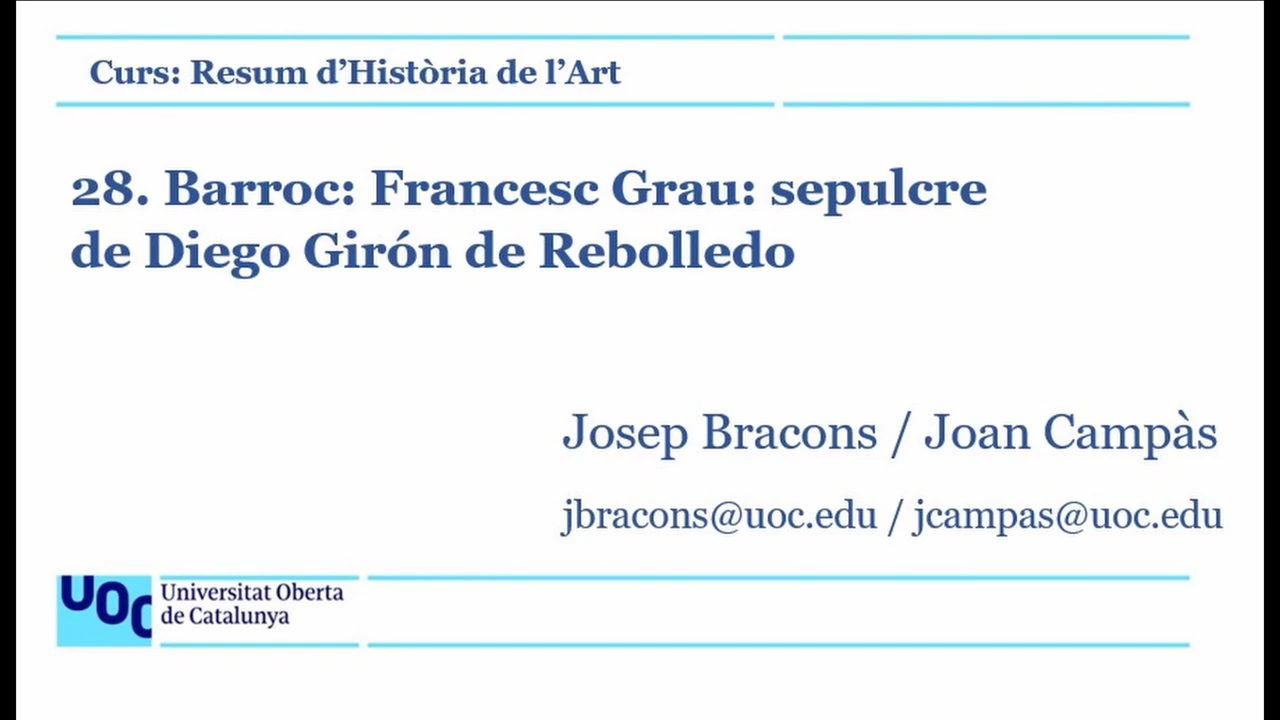 Curs: Resum d’Història de l’Art
28. Barroc: Francesc Grau: sepulcre
de Diego Girón de Rebolledo
Josep Bracons / Joan Campàs
jbracons@uoc.edu / jcampas@uoc.edu
UOC
Universitat Oberta
de Catalunya